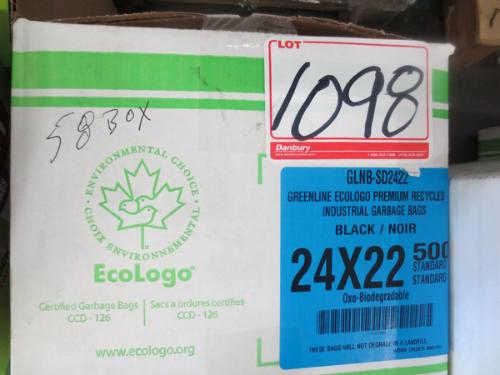 LOT
1098
Danbury
58 BOX
ENVIRONMENTAL CHOICE
CHOIX ENVIRONNEMENTAL
EcoLogo
Certified Garbage Bags
CCD - 126
Sacs a ordures certifies
CCD - 126
www.ecologo.org
GLNB-SD2422
GREENLINE ECOLOGO PREMIUM RECYCLED
INDUSTRIAL GARBAGE BAGS
BLACK / NOIR
24X22
500
STANDARD
STANDARD
Oxo-Biodegradable
THESE BAGS WILL NOT DEGRADE IN A LANDFILL